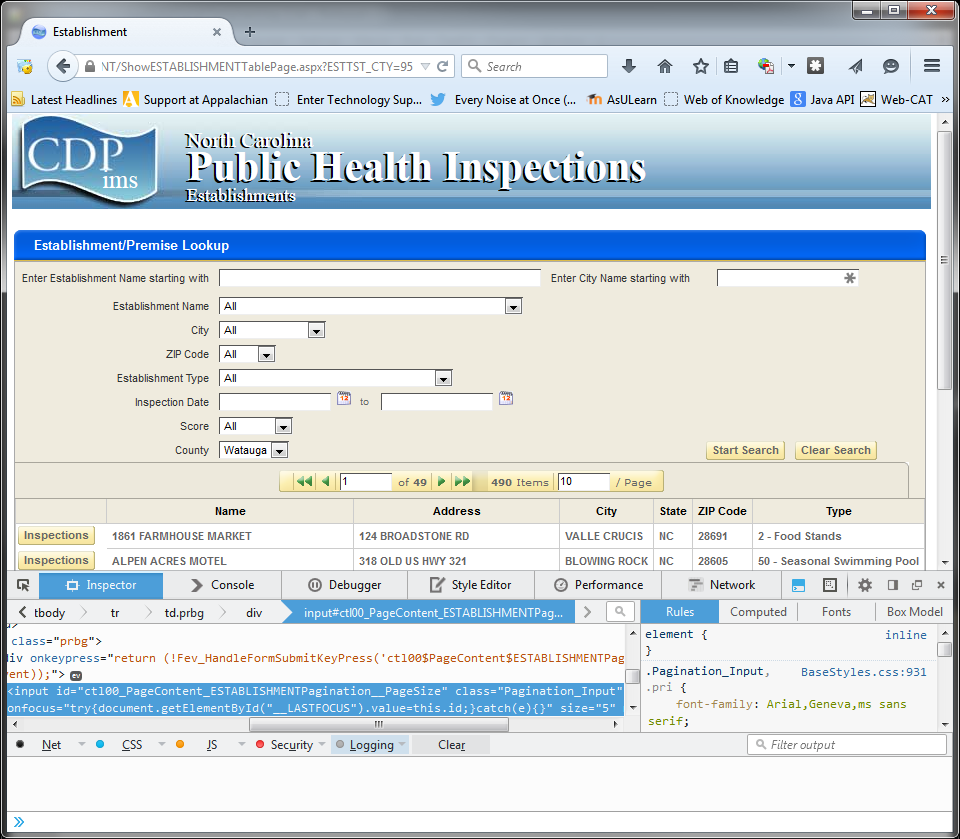 Establishment
NT/ShowESTABLISHMENTTablePage.aspx?ESTTST_CTY=95
Search
Latest Headlines Support at Appalachian Enter Technology Sup... Every Noise at Once (... AsULearn Web of Knowledge Java API Web-CAT »
CDP
ims
North Carolina
Public Health Inspections
Establishments
Establishment/Premise Lookup
Enter Establishment Name starting with Enter City Name starting with
Establishment Name All
City All
ZIP Code All
Establishment Type All
Inspection Date 12 to 12
Score All
County Watauga Start Search Clear Search
1 of 49 490 Items 10 / Page
Name Address City State ZIP Code Type
Inspections 1861 FARMHOUSE MARKET 124 BROADSTONE RD VALLE CRUCIS NC 28691 2 - Food Stands
Inspections ALPEN ACRES MOTEL 318 OLD US HWY 321 BLOWING ROCK NC 28605 50 - Seasonal Swimming Pool
Inspector Console Debugger Style Editor Performance Network
tbody tr td.prbg div input#ctl00_PageContent_ESTABLISHMENTPag... Rules Computed Fonts Box Model
class="prbg">
div onkeypress="return (!Fev_HandleFormSubmitKeyPress('ctl00$PageContent$ESTABLISHMENTPag
vent));"> ev
<input id="ctl00_PageContent_ESTABLISHMENTPagination__PageSize" class="Pagination_Input"
onfocus="try{document.getElementById("__LASTFOCUS").value=this.id;}catch(e){}" size="5"
element { inline
}
.Pagination_Input, BaseStyles.css:931
.pri {
font-family: Arial,Geneva,ms sans
serif;
Net CSS JS Security Logging Clear Filter output
»